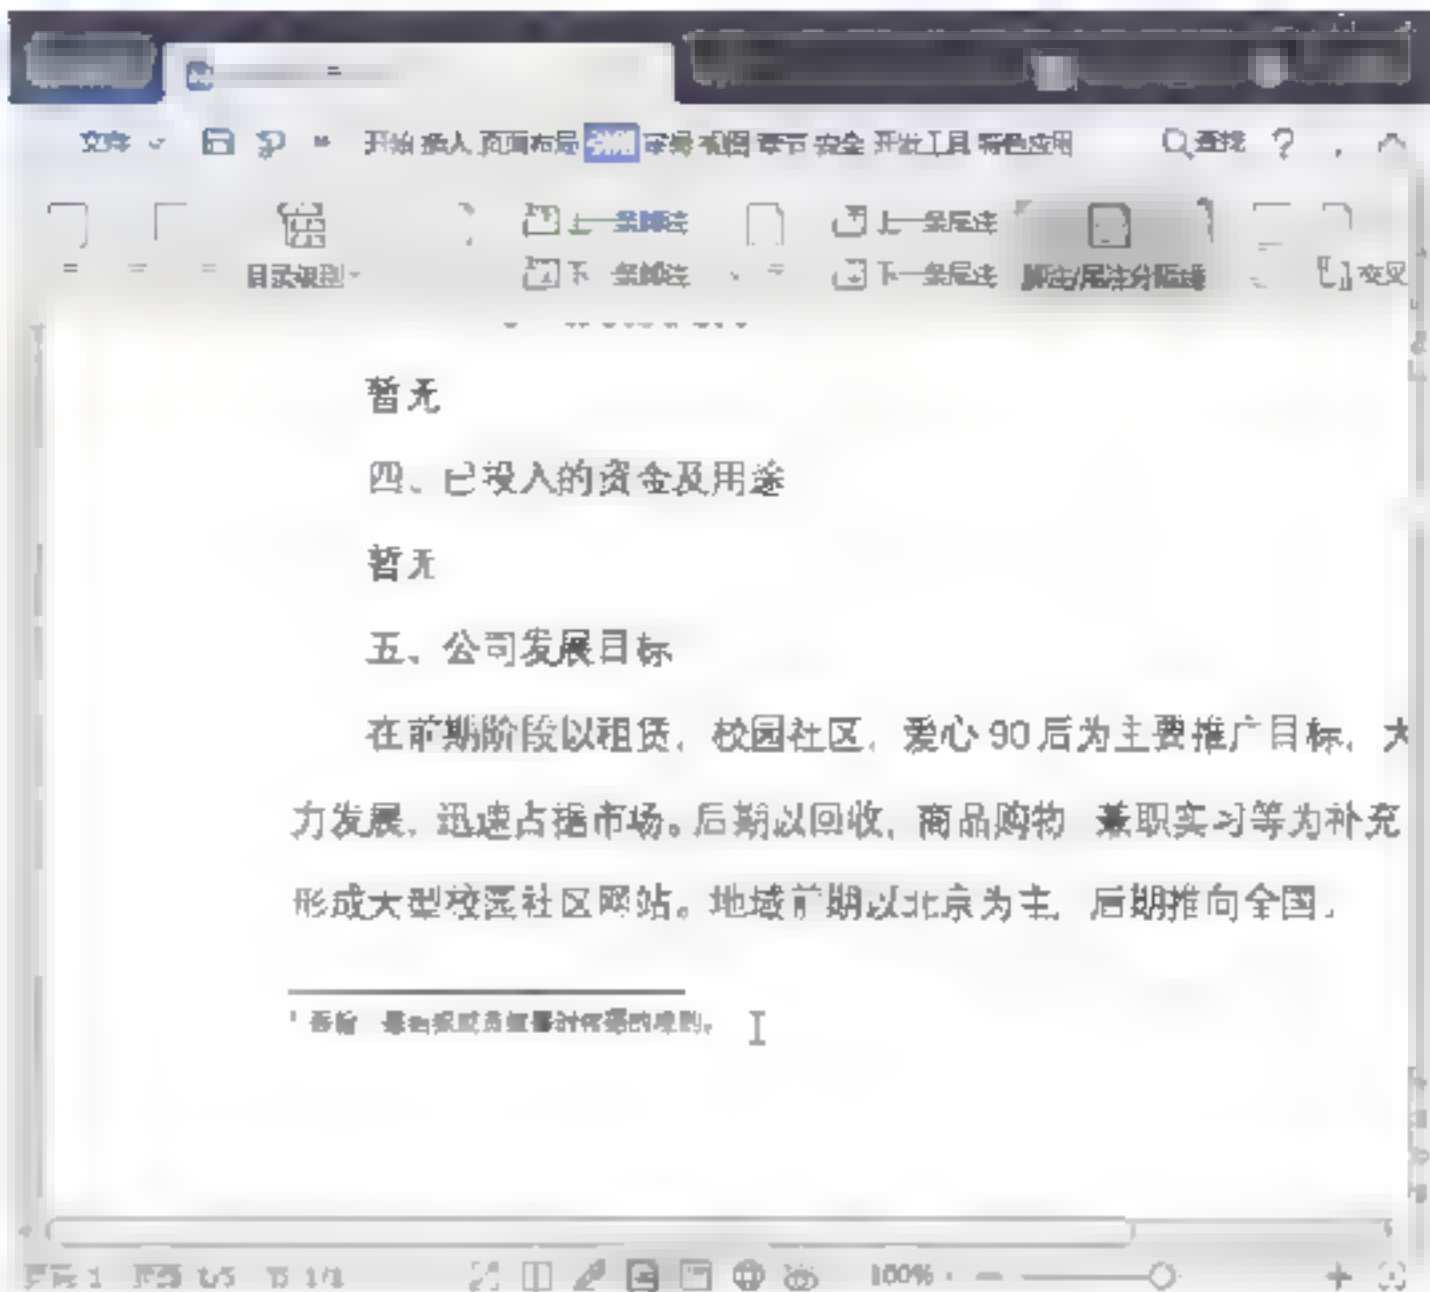 文件 开始 插入 页面布局 引用 审阅 视图 章节 安全 开发工具 特色应用 查找
上一条脚注 上一条尾注
目录识别 下一条脚注 下一条尾注 脚注/尾注分隔线 交叉
暂无
四、已投入的资金及用途
暂无
五、公司发展目标
在前期阶段以租赁、校园社区、爱心90后为主要推广目标，大
力发展，迅速占据市场。后期以回收，商品购物 兼职实习等为补充
形成大型校园社区网站。地域前期以北京为主，后期推向全国。
100%